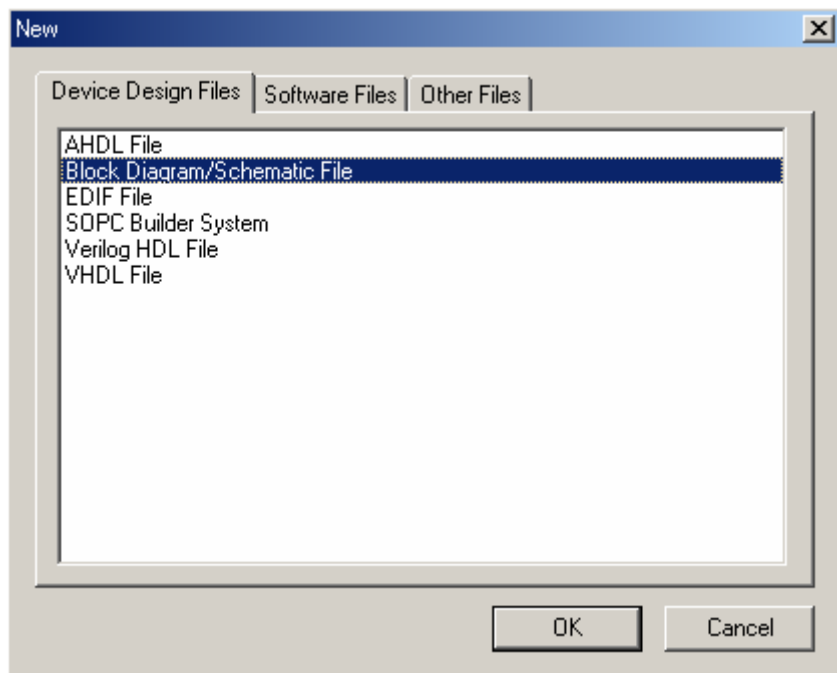 New
Device Design Files Software Files Other Files
AHDL File
Block Diagram/Schematic File
EDIF File
SOPC Builder System
Verilog HDL File
VHDL File
OK Cancel